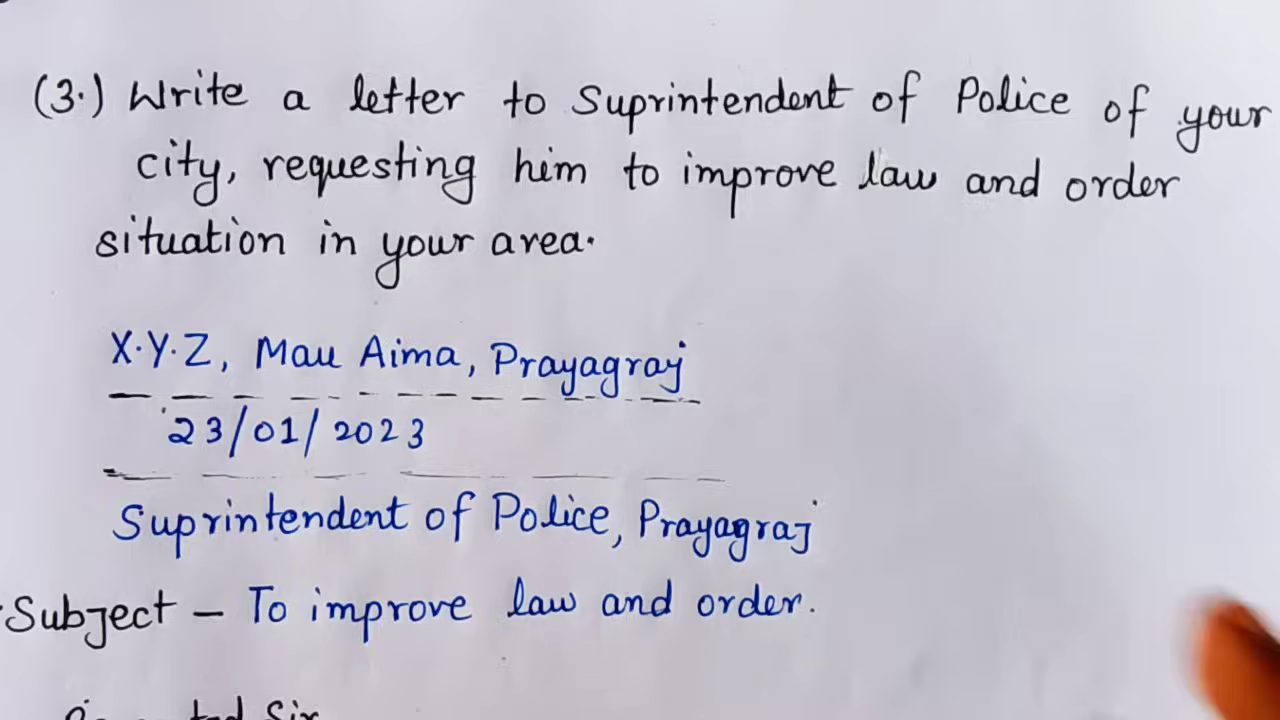 (3.) Write a letter to Suprintendent of Police of your
city, requesting him to improve law and order
situation in your area.
X.Y.Z, Mau Aima, Prayagraj
23/01/2023
Suprintendent of Police, Prayagraj
Subject - To improve law and order.
Sir